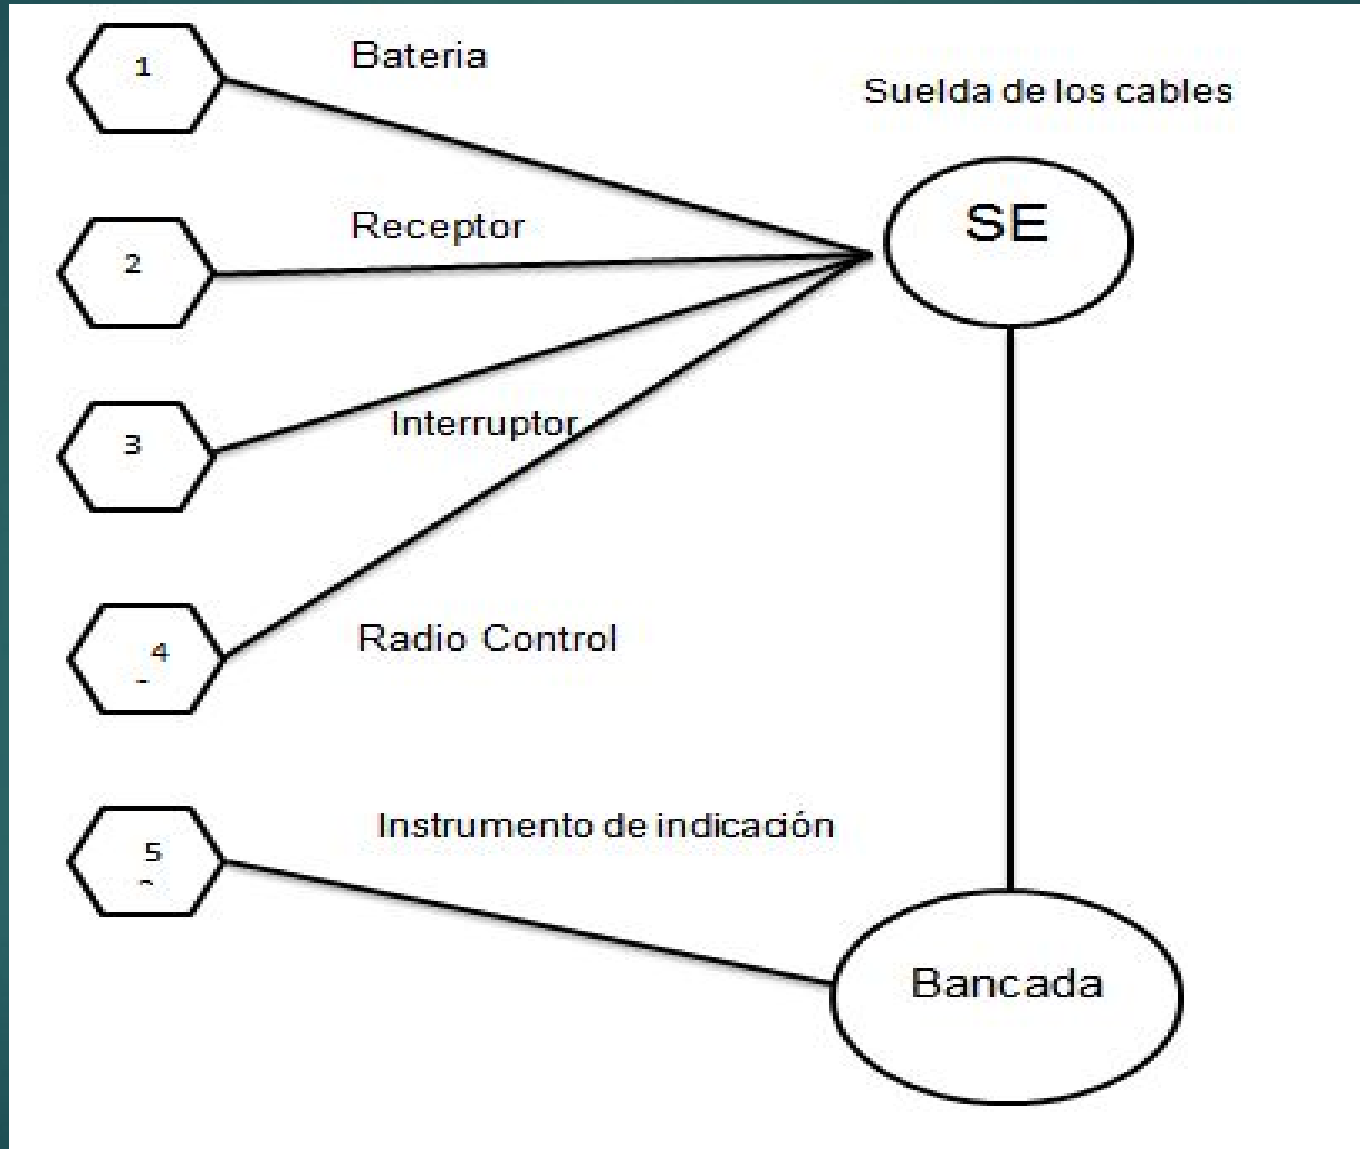 1
Bateria
Suelda de los cables
SE
2
Receptor
3
Interruptor
4
Radio Control
5
Instrumento de indicación
Bancada